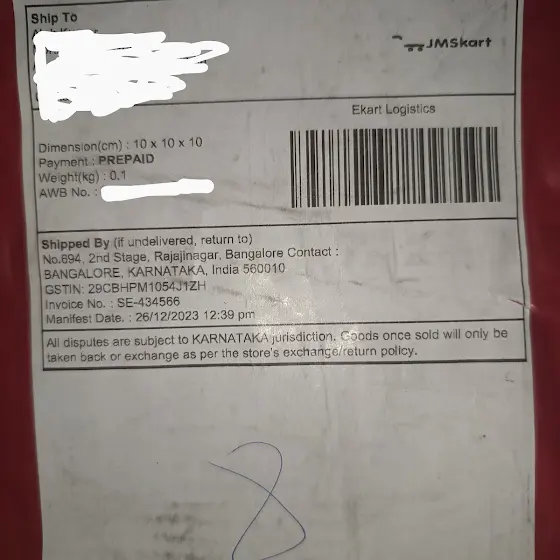 Ship To
JMSkart
Ekart Logistics
Dimension(cm) : 10 x 10 x 10
Payment : PREPAID
Weight(kg) : 0.1
AWB No. :
Shipped By (if undelivered, return to)
No.694, 2nd Stage, Rajajinagar, Bangalore Contact :
BANGALORE, KARNATAKA, India 560010
GSTIN: 29CBHPM1054J1ZH
Invoice No. : SE-434566
Manifest Date. : 26/12/2023 12:39 pm
All disputes are subject to KARNATAKA jurisdiction. Goods once sold will only be
taken back or exchange as per the store's exchange/return policy.
8